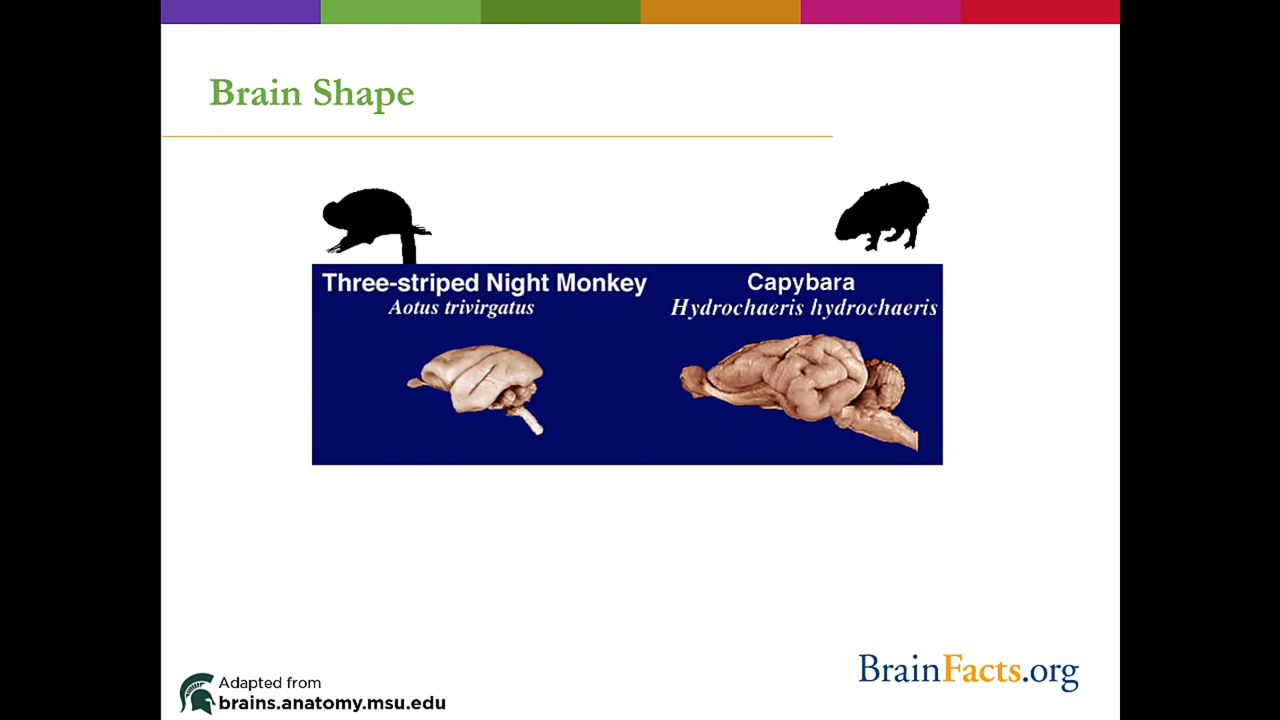 Brain Shape
Three-striped Night Monkey
Aotus trivirgatus
Capybara
Hydrochaeris hydrochaeris
Adapted from
brains.anatomy.msu.edu
BrainFacts.org